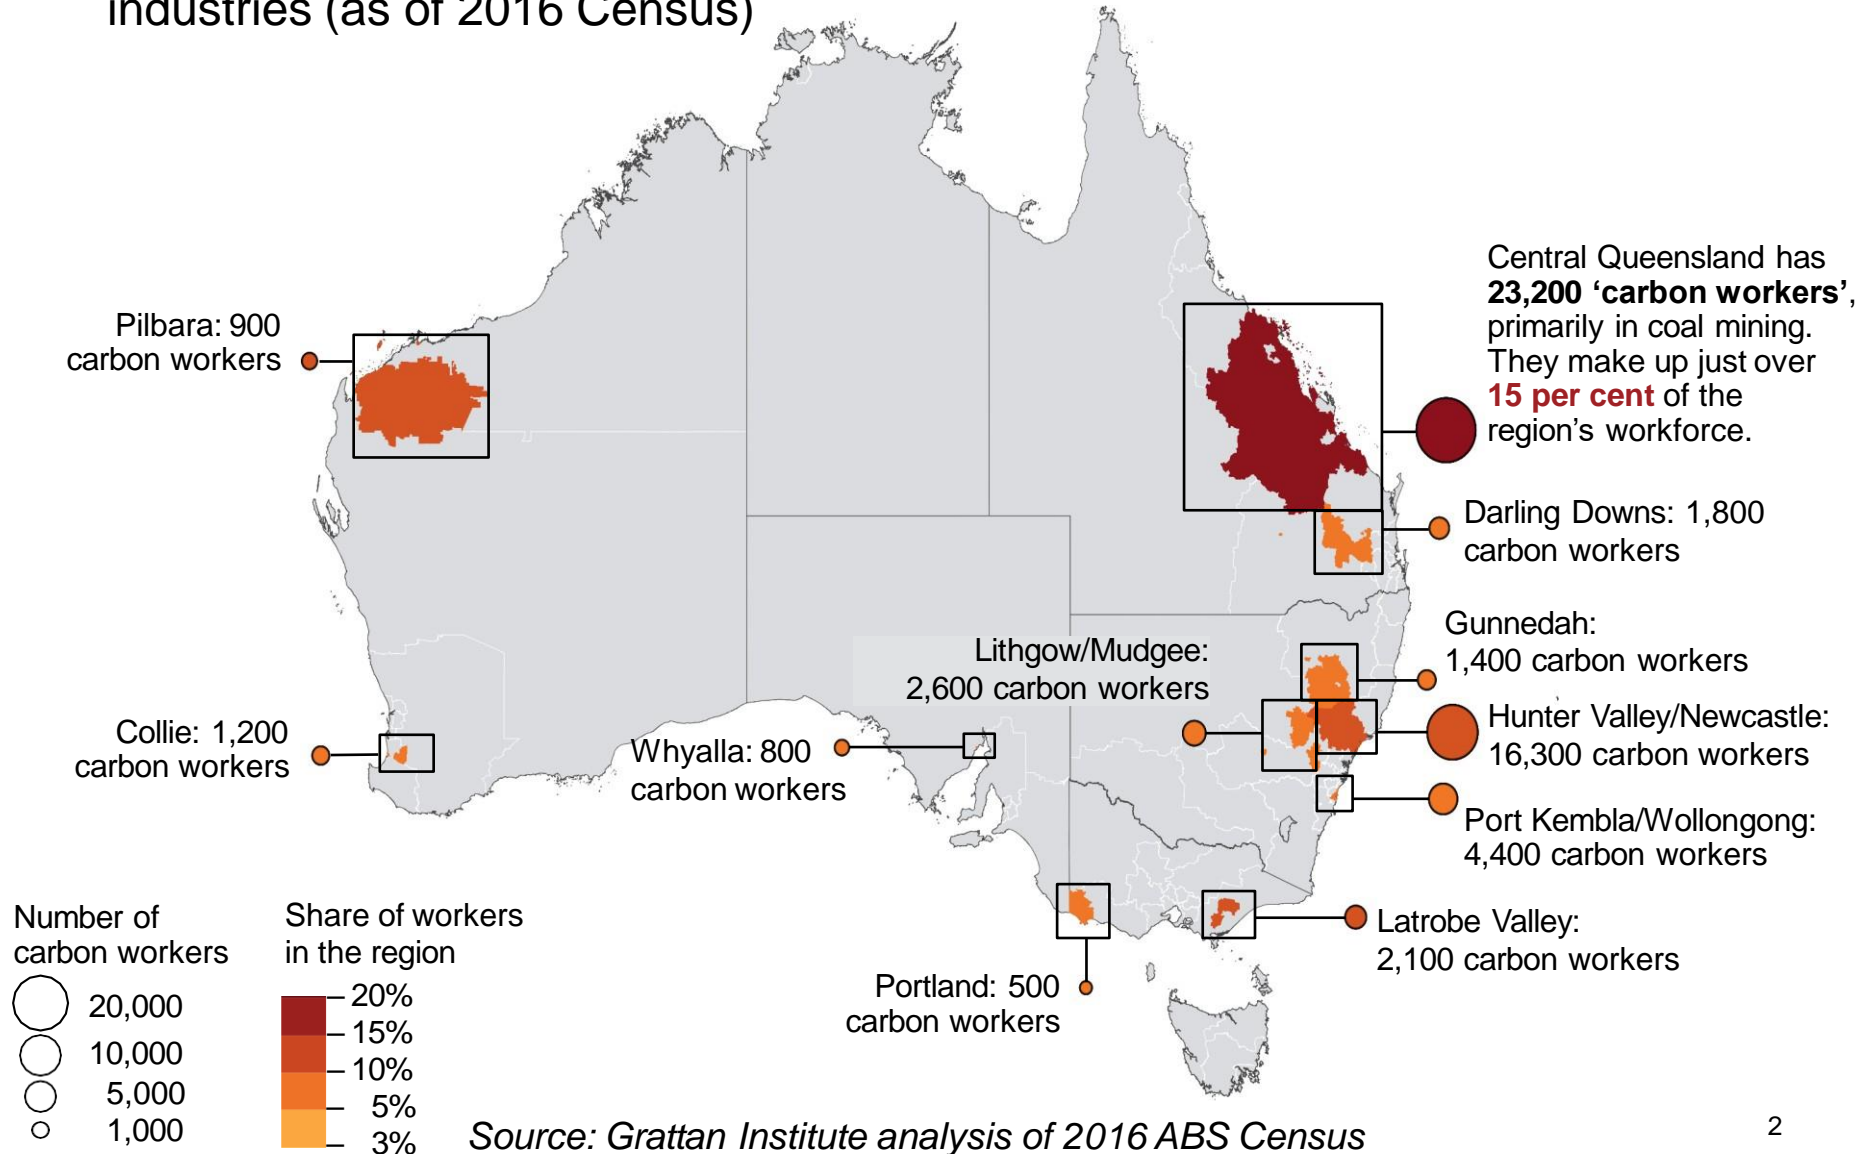 industries (as of 2016 Census)
Pilbara: 900
carbon workers
Central Queensland has
23,200 ‘carbon workers’,
primarily in coal mining.
They make up just over
15 per cent of the
region’s workforce.
Darling Downs: 1,800
carbon workers
Gunnedah:
1,400 carbon workers
Lithgow/Mudgee:
2,600 carbon workers
Hunter Valley/Newcastle:
16,300 carbon workers
Collie: 1,200
carbon workers
Whyalla: 800
carbon workers
Port Kembla/Wollongong:
4,400 carbon workers
Latrobe Valley:
2,100 carbon workers
Portland: 500
carbon workers
Number of
carbon workers
20,000
10,000
5,000
1,000
Share of workers
in the region
20%
15%
10%
5%
3%
Source: Grattan Institute analysis of 2016 ABS Census
2